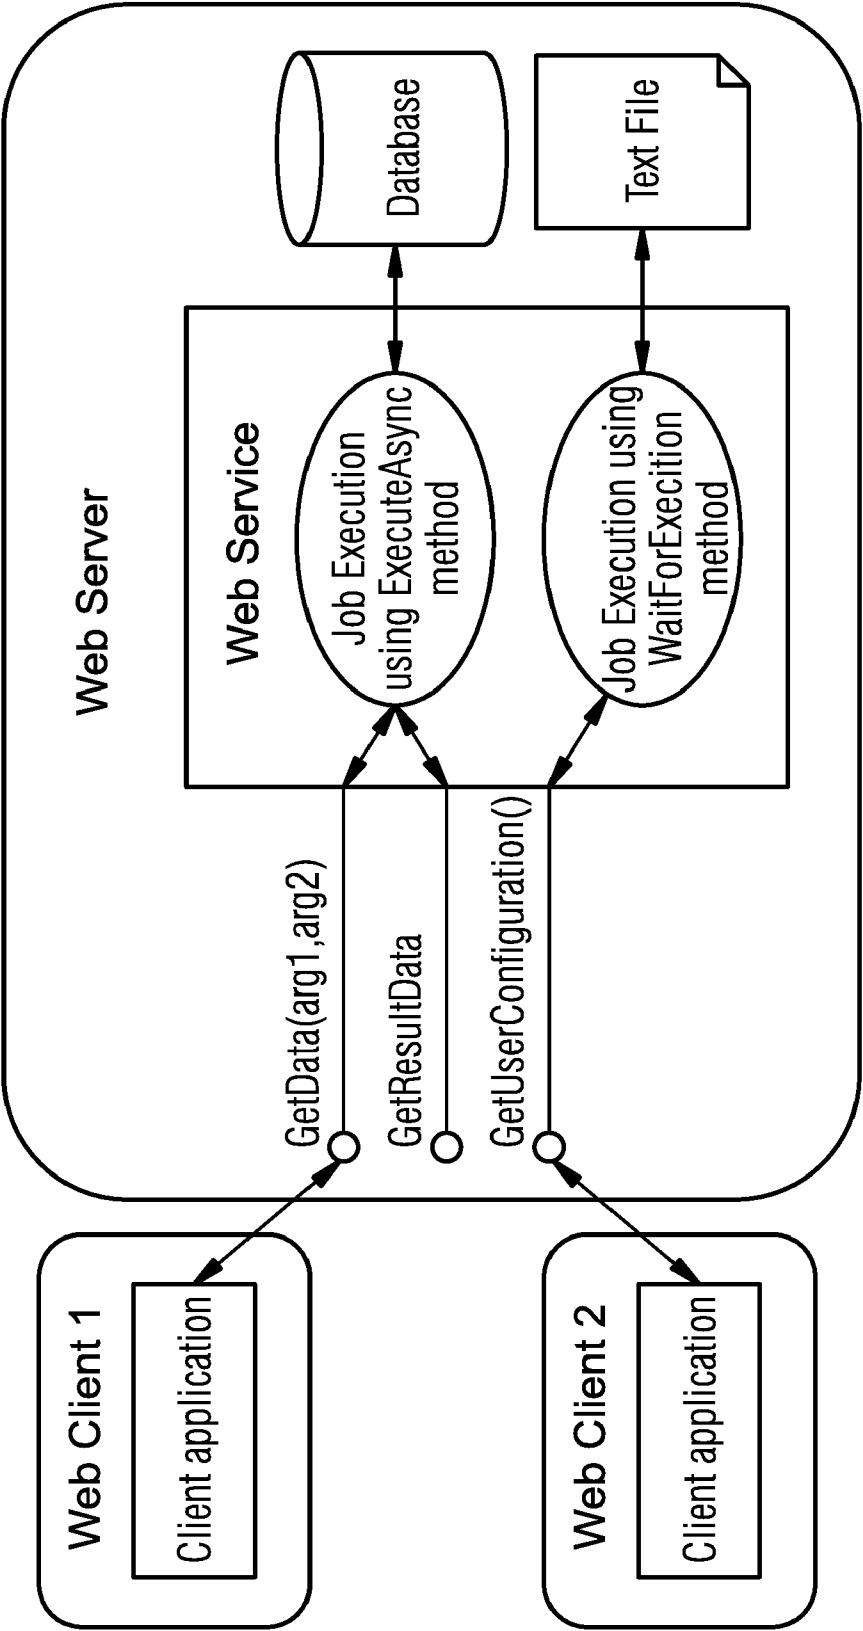 Web Server
Web Client 1
Client application
GetData(arg1,arg2)
GetResultData
GetUserConfiguration()
Web Service
Job Execution
using ExecuteAsync
method
Database
Web Client 2
Client application
Job Execution using
WaitForExecition
method
Text File